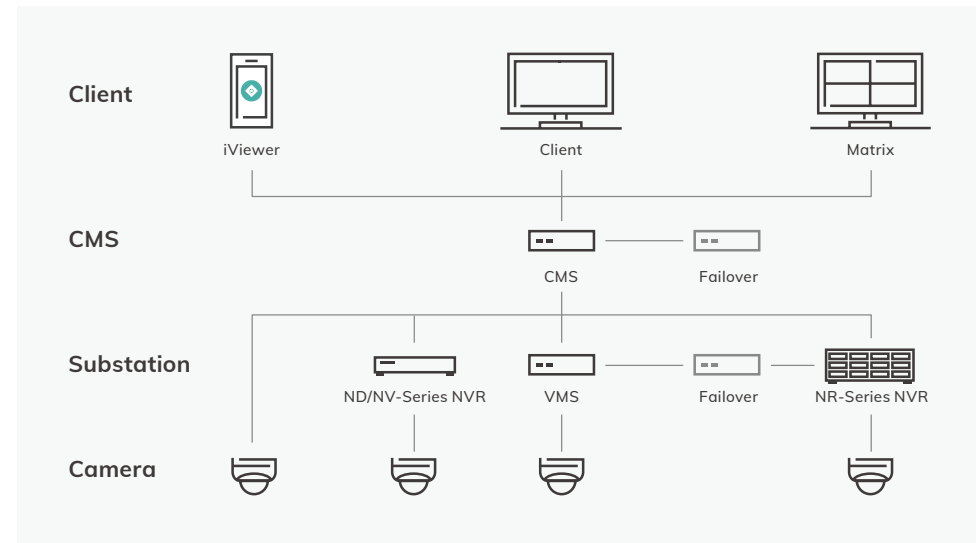 Client
iViewer
Client
Matrix
CMS
CMS
Failover
Substation
ND/NV-Series NVR
VMS
Failover
NR-Series NVR
Camera